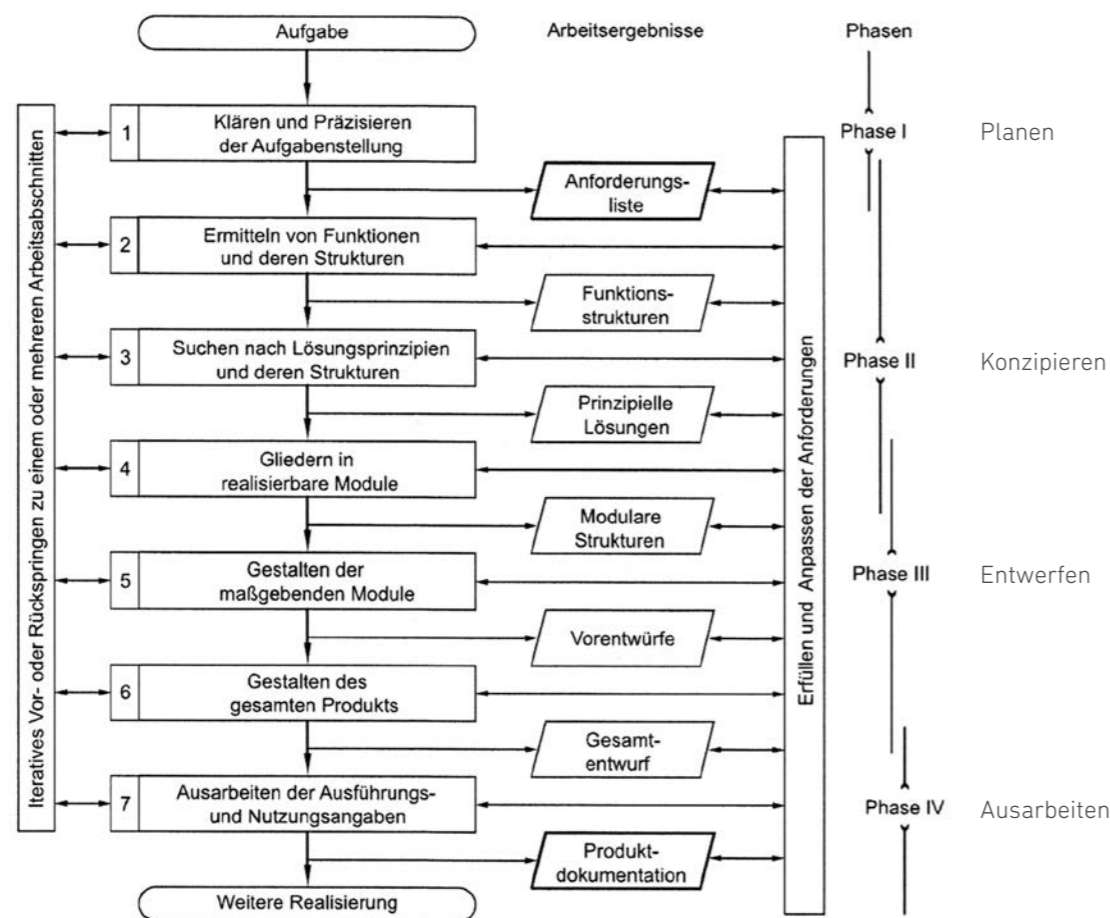 Aufgabe
Arbeitsergebnisse
Phasen
Iteratives Vor- oder Rückspringen zu einem oder mehreren Arbeitsabschnitten
1
Klären und Präzisieren
der Aufgabenstellung
Phase I
Planen
Anforderungs-
liste
2
Ermitteln von Funktionen
und deren Strukturen
Funktions-
strukturen
3
Suchen nach Lösungsprinzipien
und deren Strukturen
Phase II
Konzipieren
Prinzipielle
Lösungen
4
Gliedern in
realisierbare Module
Modulare
Strukturen
5
Gestalten der
maßgebenden Module
Phase III
Entwerfen
Vorentwürfe
6
Gestalten des
gesamten Produkts
Gesamt-
entwurf
7
Ausarbeiten der Ausführungs-
und Nutzungsangaben
Phase IV
Ausarbeiten
Produkt-
dokumentation
Weitere Realisierung
Erfüllen und Anpassen der Anforderungen